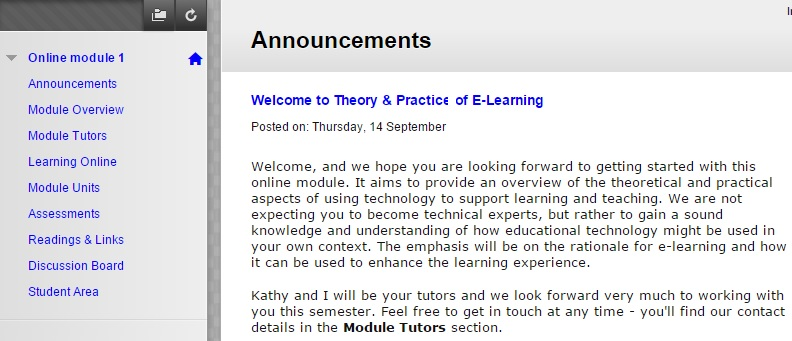 Online module 1
Announcements
Module Overview
Module Tutors
Learning Online
Module Units
Assessments
Readings & Links
Discussion Board
Student Area
Announcements
Welcome to Theory & Practice of E-Learning
Posted on: Thursday, 14 September
Welcome, and we hope you are looking forward to getting started with this
online module. It aims to provide an overview of the theoretical and practical
aspects of using technology to support learning and teaching. We are not
expecting you to become technical experts, but rather to gain a sound
knowledge and understanding of how educational technology might be used in
your own context. The emphasis will be on the rationale for e-learning and how
it can be used to enhance the learning experience.
Kathy and I will be your tutors and we look forward very much to working with
you this semester. Feel free to get in touch at any time - you'll find our contact
details in the Module Tutors section.